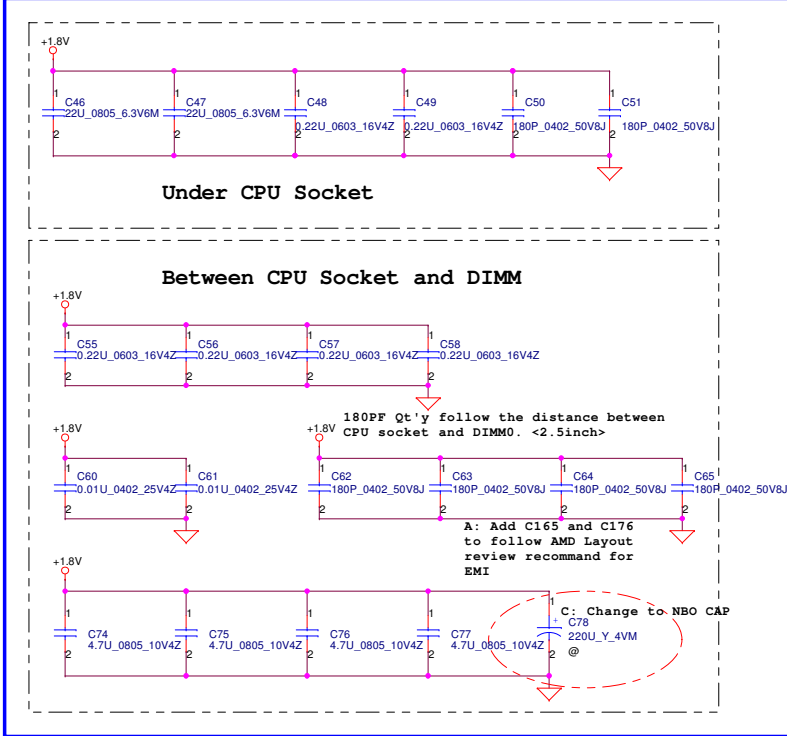 +1.8V
1 1 1 1 1 1
C46 C47 C48 C49 C50 C51
22U_0805_6.3V6M 22U_0805_6.3V6M 0.22U_0603_16V4Z 0.22U_0603_16V4Z 180P_0402_50V8J 180P_0402_50V8J
2 2 2 2 2 2
Under CPU Socket
Between CPU Socket and DIMM
+1.8V
1 1 1 1
C55 C56 C57 C58
0.22U_0603_16V4Z 0.22U_0603_16V4Z 0.22U_0603_16V4Z 0.22U_0603_16V4Z
2 2 2 2
180PF Qt'y follow the distance between
CPU socket and DIMM0. <2.5inch>
+1.8V +1.8V
1 1 1 1 1 1
C60 C61 C62 C63 C64 C65
0.01U_0402_25V4Z 0.01U_0402_25V4Z 180P_0402_50V8J 180P_0402_50V8J 180P_0402_50V8J 180P_0402_50V8J
2 2 2 2 2 2
A: Add C165 and C176
to follow AMD Layout
review recommand for
EMI
+1.8V
1 1 1 1 1
C: Change to NBO CAP
C74 C75 C76 C77 + C78
4.7U_0805_10V4Z 4.7U_0805_10V4Z 4.7U_0805_10V4Z 4.7U_0805_10V4Z 220U_Y_4VM
2 2 2 2 2
@